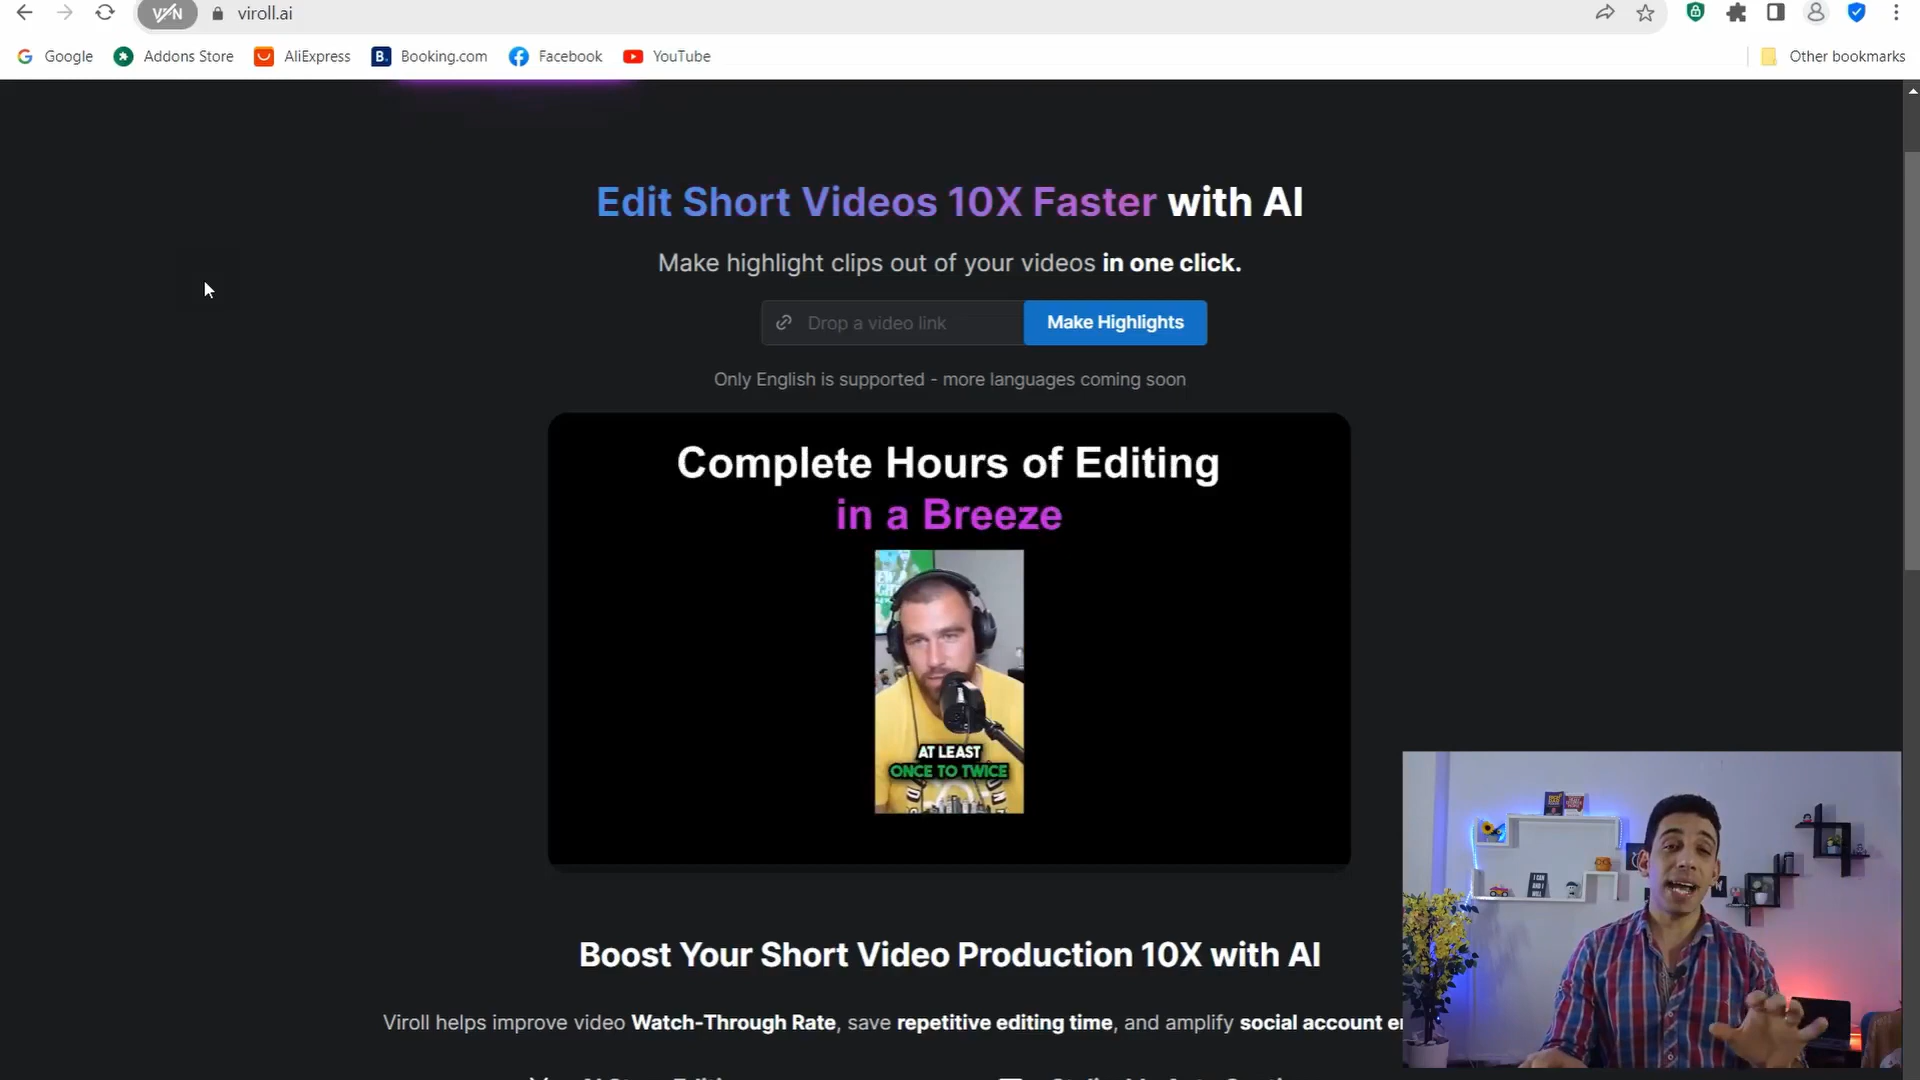 VPN
viroll.ai
Google
Addons Store
AliExpress
B.
Booking.com
Facebook
YouTube
Other bookmarks
Edit Short Videos 10X Faster with AI
Make highlight clips out of your videos in one click.
Drop a video link
Make Highlights
Only English is supported - more languages coming soon
Complete Hours of Editing
in a Breeze
AT LEAST
ONCE TO TWICE
Boost Your Short Video Production 10X with AI
Viroll helps improve video Watch-Through Rate, save repetitive editing time, and amplify social account
I CAN
AND I
WILL